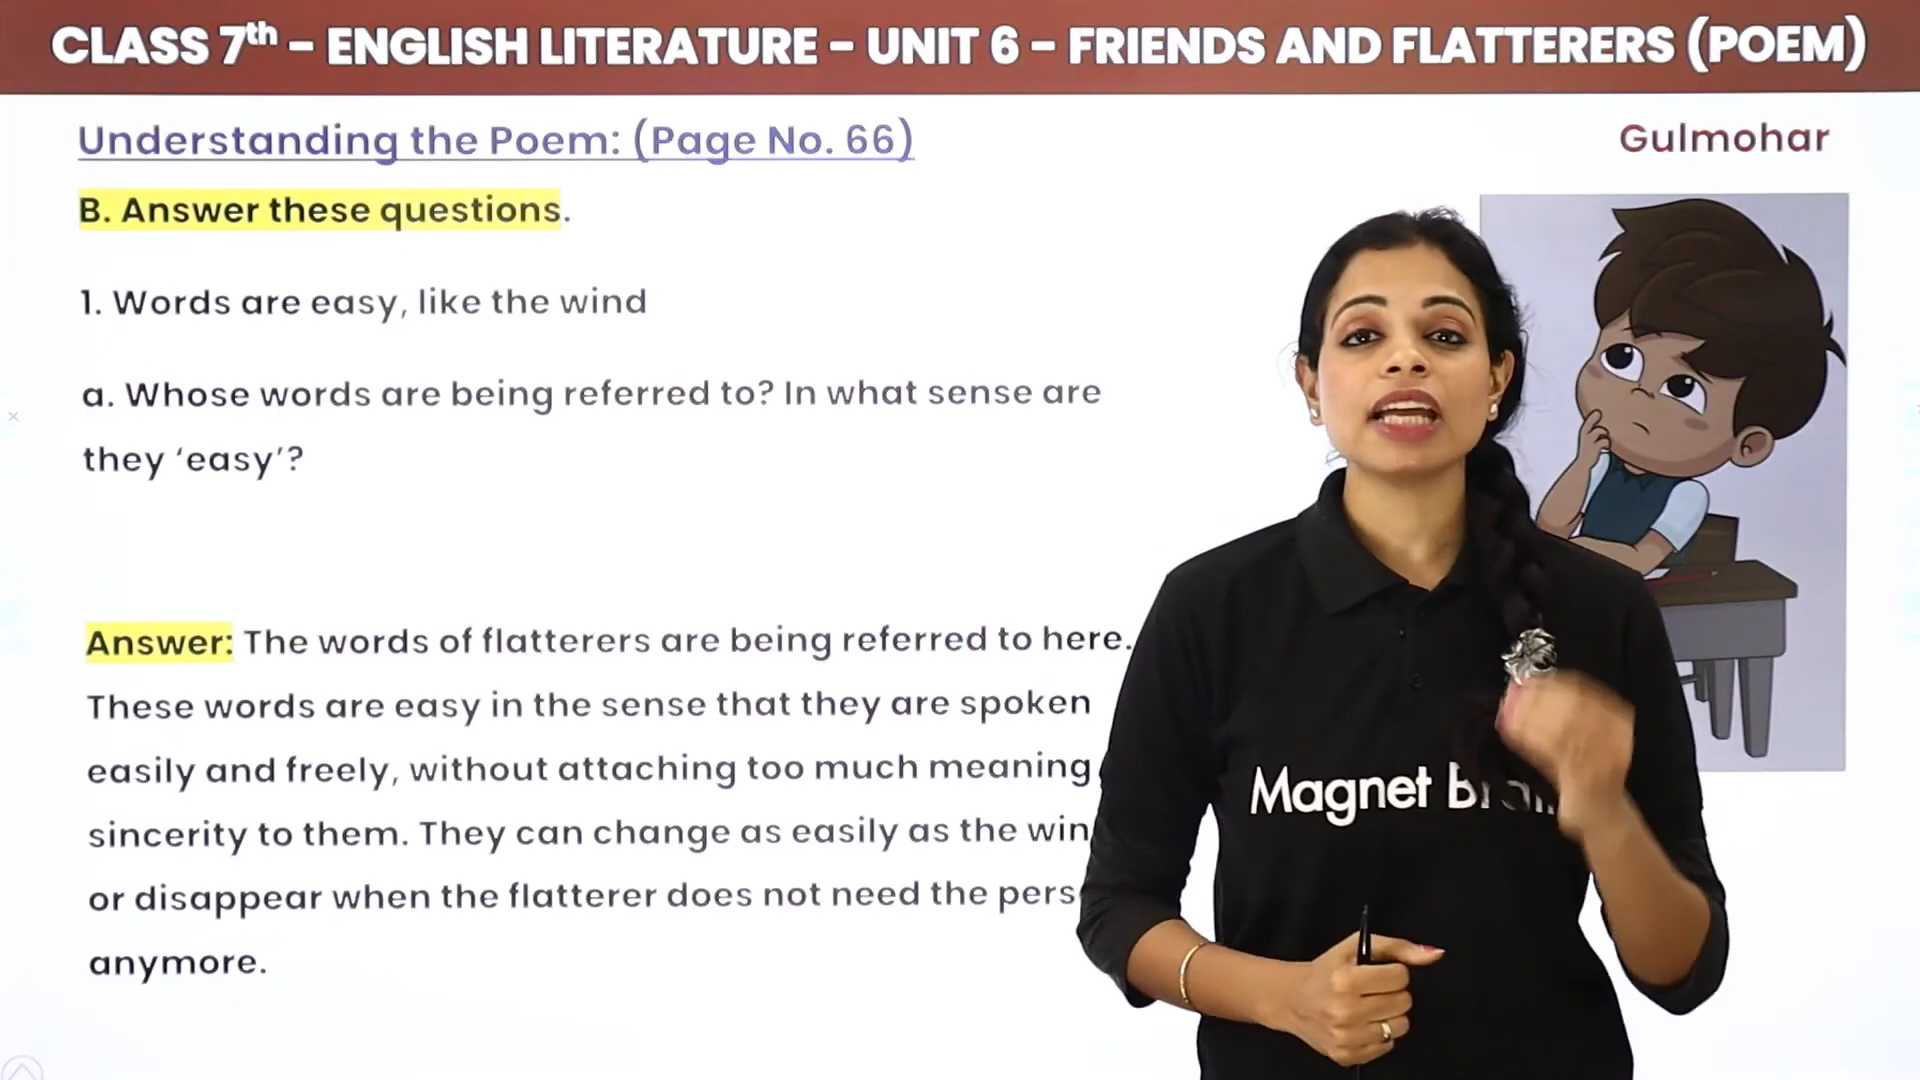 CLASS 7th – ENGLISH LITERATURE – UNIT 6 – FRIENDS AND FLATTERERS (POEM)
Understanding the Poem: (Page No. 66)
Gulmohar
B. Answer these questions.
1. Words are easy, like the wind
a. Whose words are being referred to? In what sense are
they ‘easy’?
Answer: The words of flatterers are being referred to here.
These words are easy in the sense that they are spoken
easily and freely, without attaching too much meaning
sincerity to them. They can change as easily as the win
or disappear when the flatterer does not need the pers
anymore.
Magnet